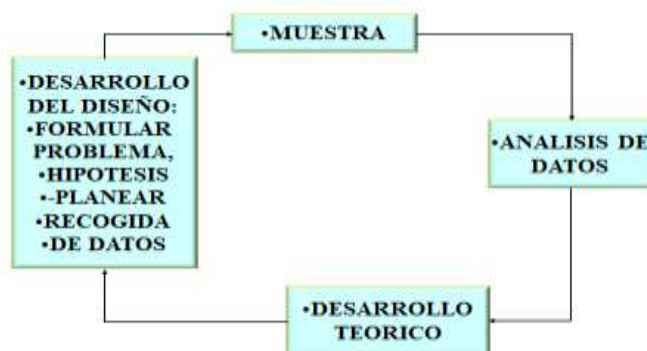 •MUESTRA
•DESARROLLO
DEL DISEÑO:
•FORMULAR
PROBLEMA,
•HIPOTESIS
•-PLANEAR
•RECOGIDA
•DE DATOS
•ANALISIS DE
DATOS
•DESARROLLO
TEORICO